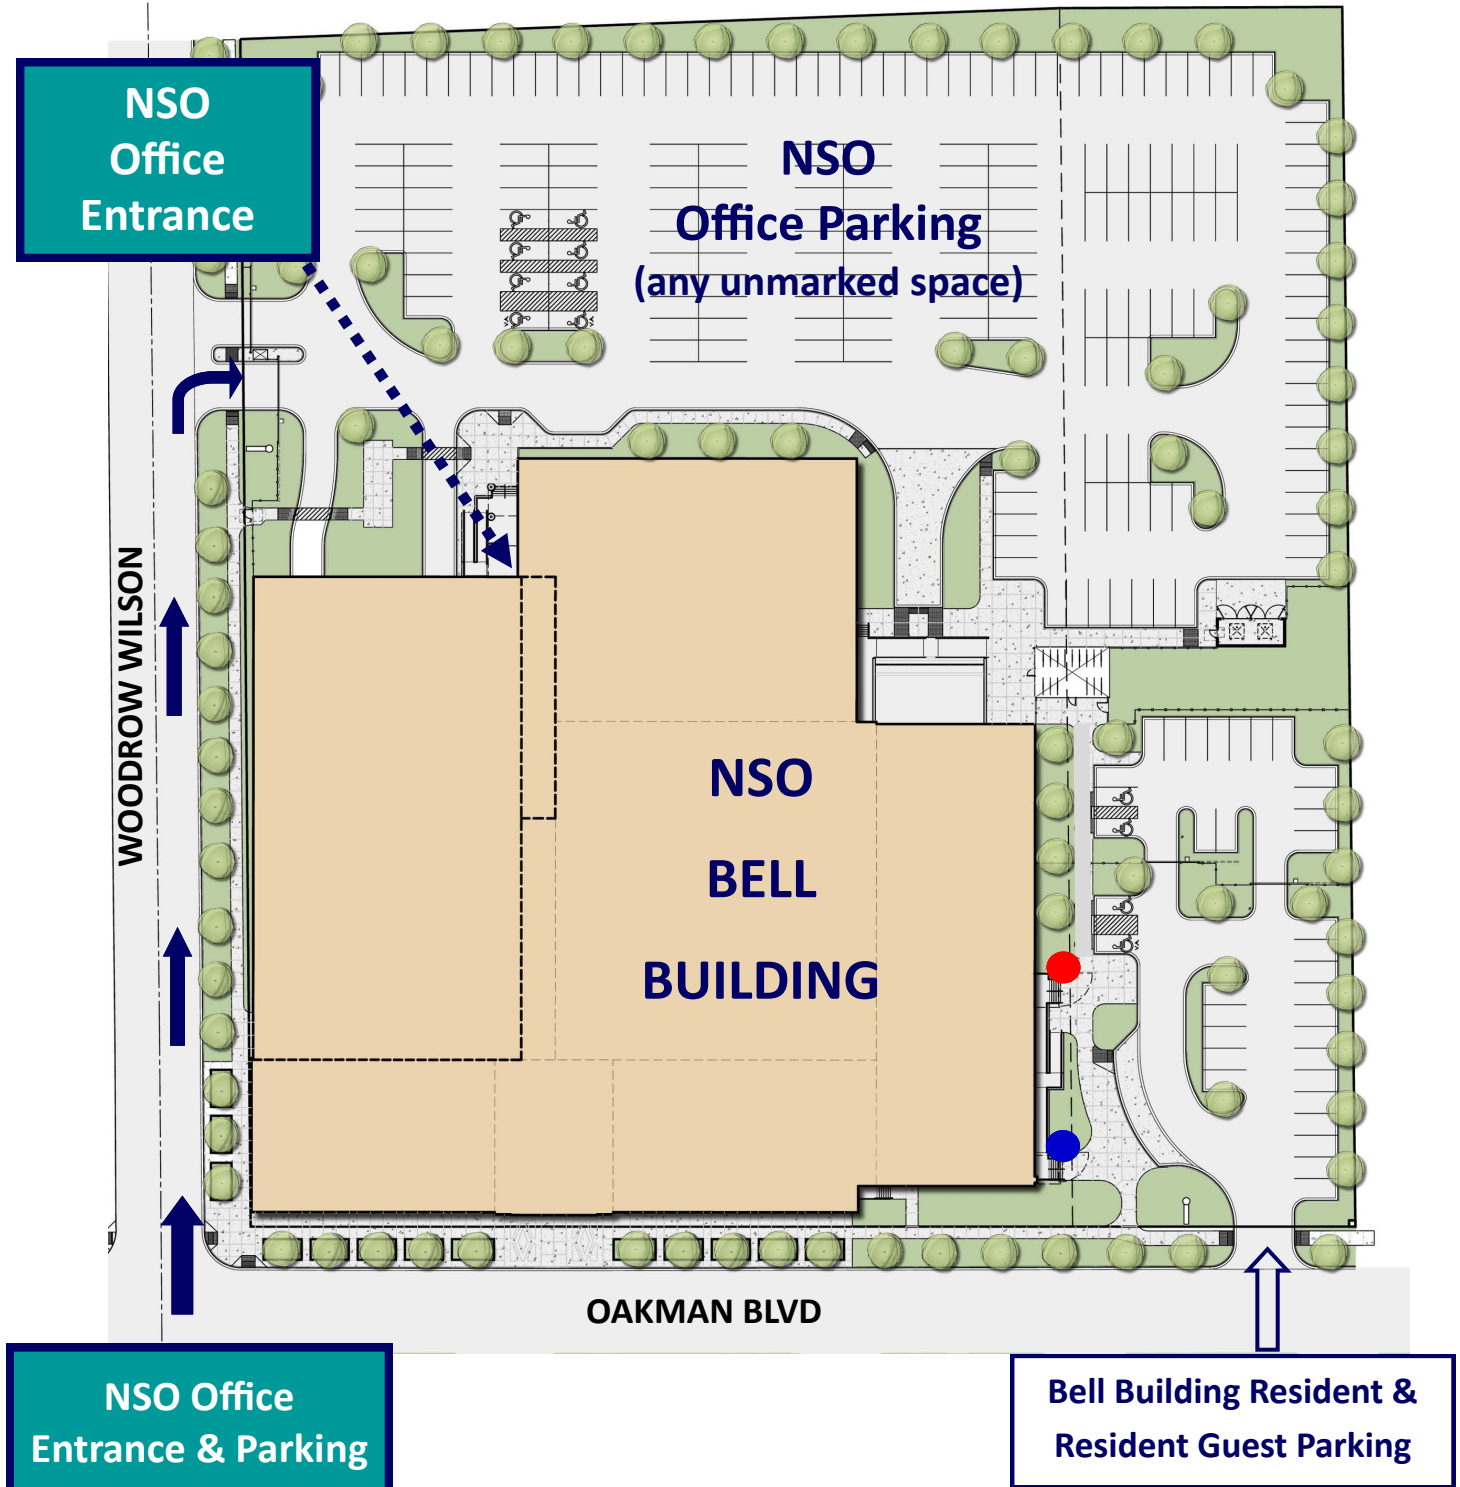 NSO
Office
Entrance
NSO
Office Parking
(any unmarked space)
WOODROW WILSON
NSO
BELL
BUILDING
OAKMAN BLVD
NSO Office
Entrance & Parking
Bell Building Resident &
Resident Guest Parking